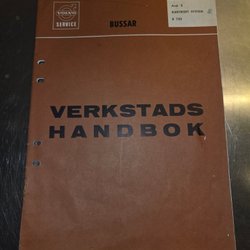 VOLVO
SERVICE
BUSSAR
VERKSTADS
HANDBOK